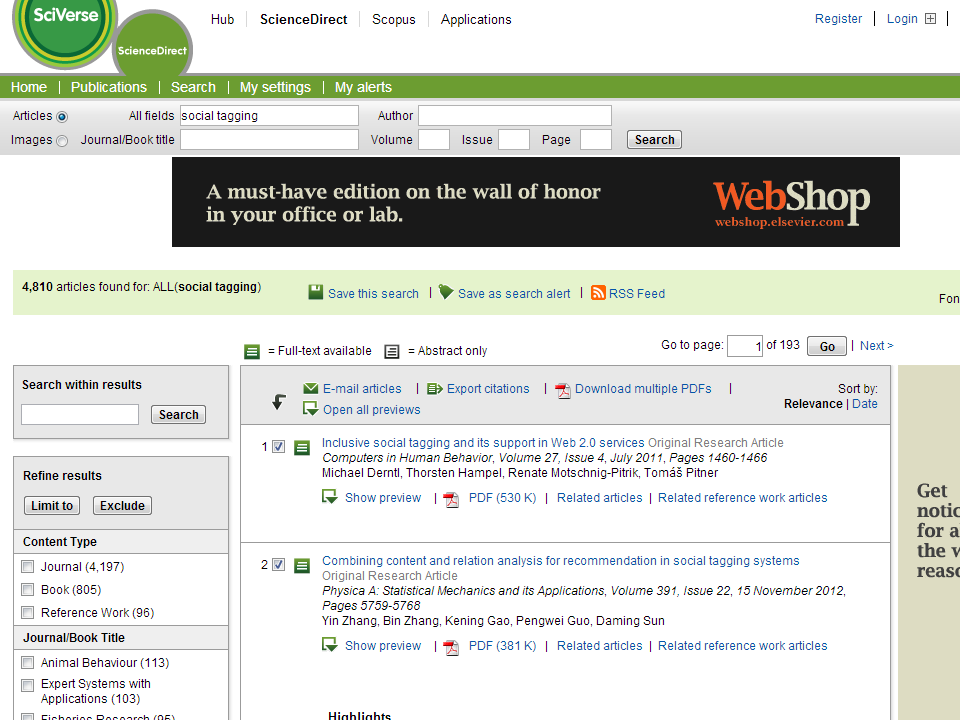 SciVerse
ScienceDirect
Hub
ScienceDirect
Scopus
Applications
Register
Login
Home
Publications
Search
My settings
My alerts
Articles
All fields
social tagging
Author
Images
Journal/Book title
Volume
Issue
Page
Search
A must-have edition on the wall of honor
in your office or lab.
WebShop
webshop.elsevier.com
4,810 articles found for: ALL(social tagging)
Save this search
Save as search alert
RSS Feed
= Full-text available
= Abstract only
Go to page: 1 of 193
Go
Next >
Search within results
Search
E-mail articles
Export citations
Download multiple PDFs
Open all previews
Sort by:
Relevance | Date
Refine results
Limit to
Exclude
Content Type
Journal (4,197)
Book (805)
Reference Work (96)
Journal/Book Title
Animal Behaviour (113)
Expert Systems with
Applications (103)
Fisheries Research (95)
1
Inclusive social tagging and its support in Web 2.0 services Original Research Article
Computers in Human Behavior, Volume 27, Issue 4, July 2011, Pages 1460-1466
Michael Derntl, Thorsten Hampel, Renate Motschnig-Pitrik, Tomáš Pitner
Show preview | PDF (530 K) | Related articles | Related reference work articles
2
Combining content and relation analysis for recommendation in social tagging systems
Original Research Article
Physica A: Statistical Mechanics and its Applications, Volume 391, Issue 22, 15 November 2012,
Pages 5759-5768
Yin Zhang, Bin Zhang, Kening Gao, Pengwei Guo, Daming Sun
Show preview | PDF (381 K) | Related articles | Related reference work articles
Highlights
Get
for a
the